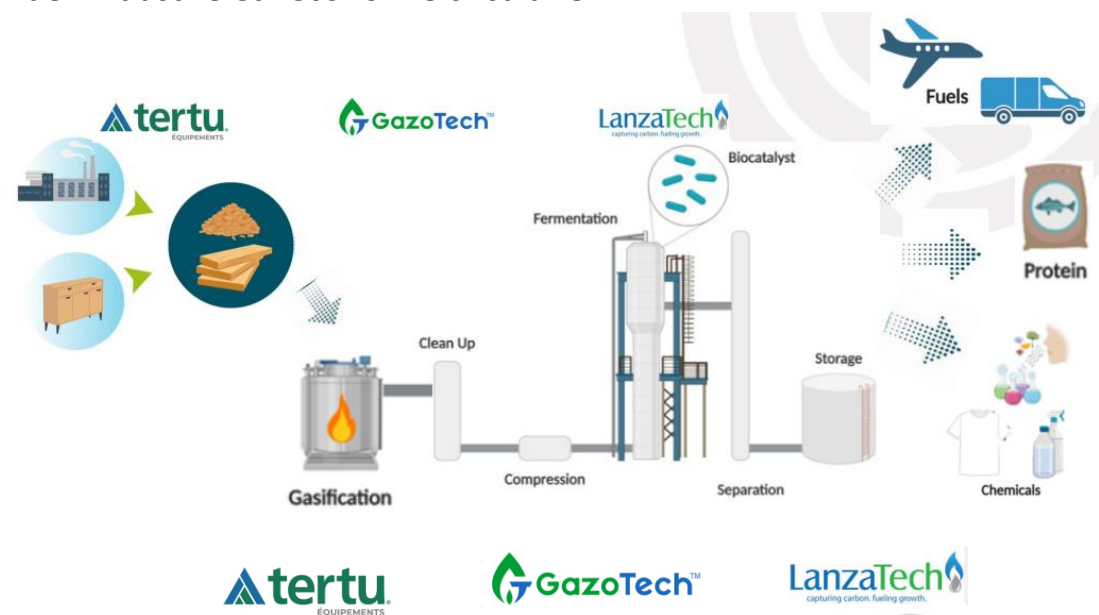 Fuels
tertu
ÉQUIPEMENTS
GazoTech™
LanzaTech
capturing carbon. fueling growth.
Biocatalyst
Fermentation
Protein
Clean Up
Storage
Compression
Gasification
Separation
Chemicals
tertu
ÉQUIPEMENTS
GazoTech™
LanzaTech
capturing carbon. fueling growth.